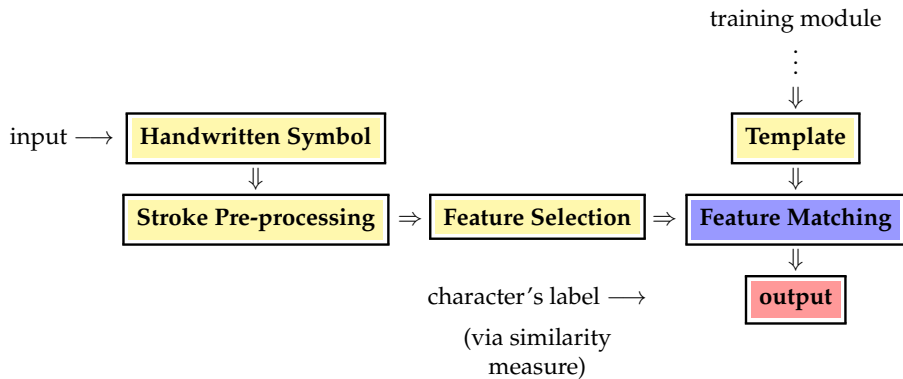 training module
⋮
⇓
input ⟶ Handwritten Symbol
Template
⇓
⇓
Stroke Pre-processing ⇒ Feature Selection ⇒ Feature Matching
⇓
character's label ⟶ output
(via similarity
measure)